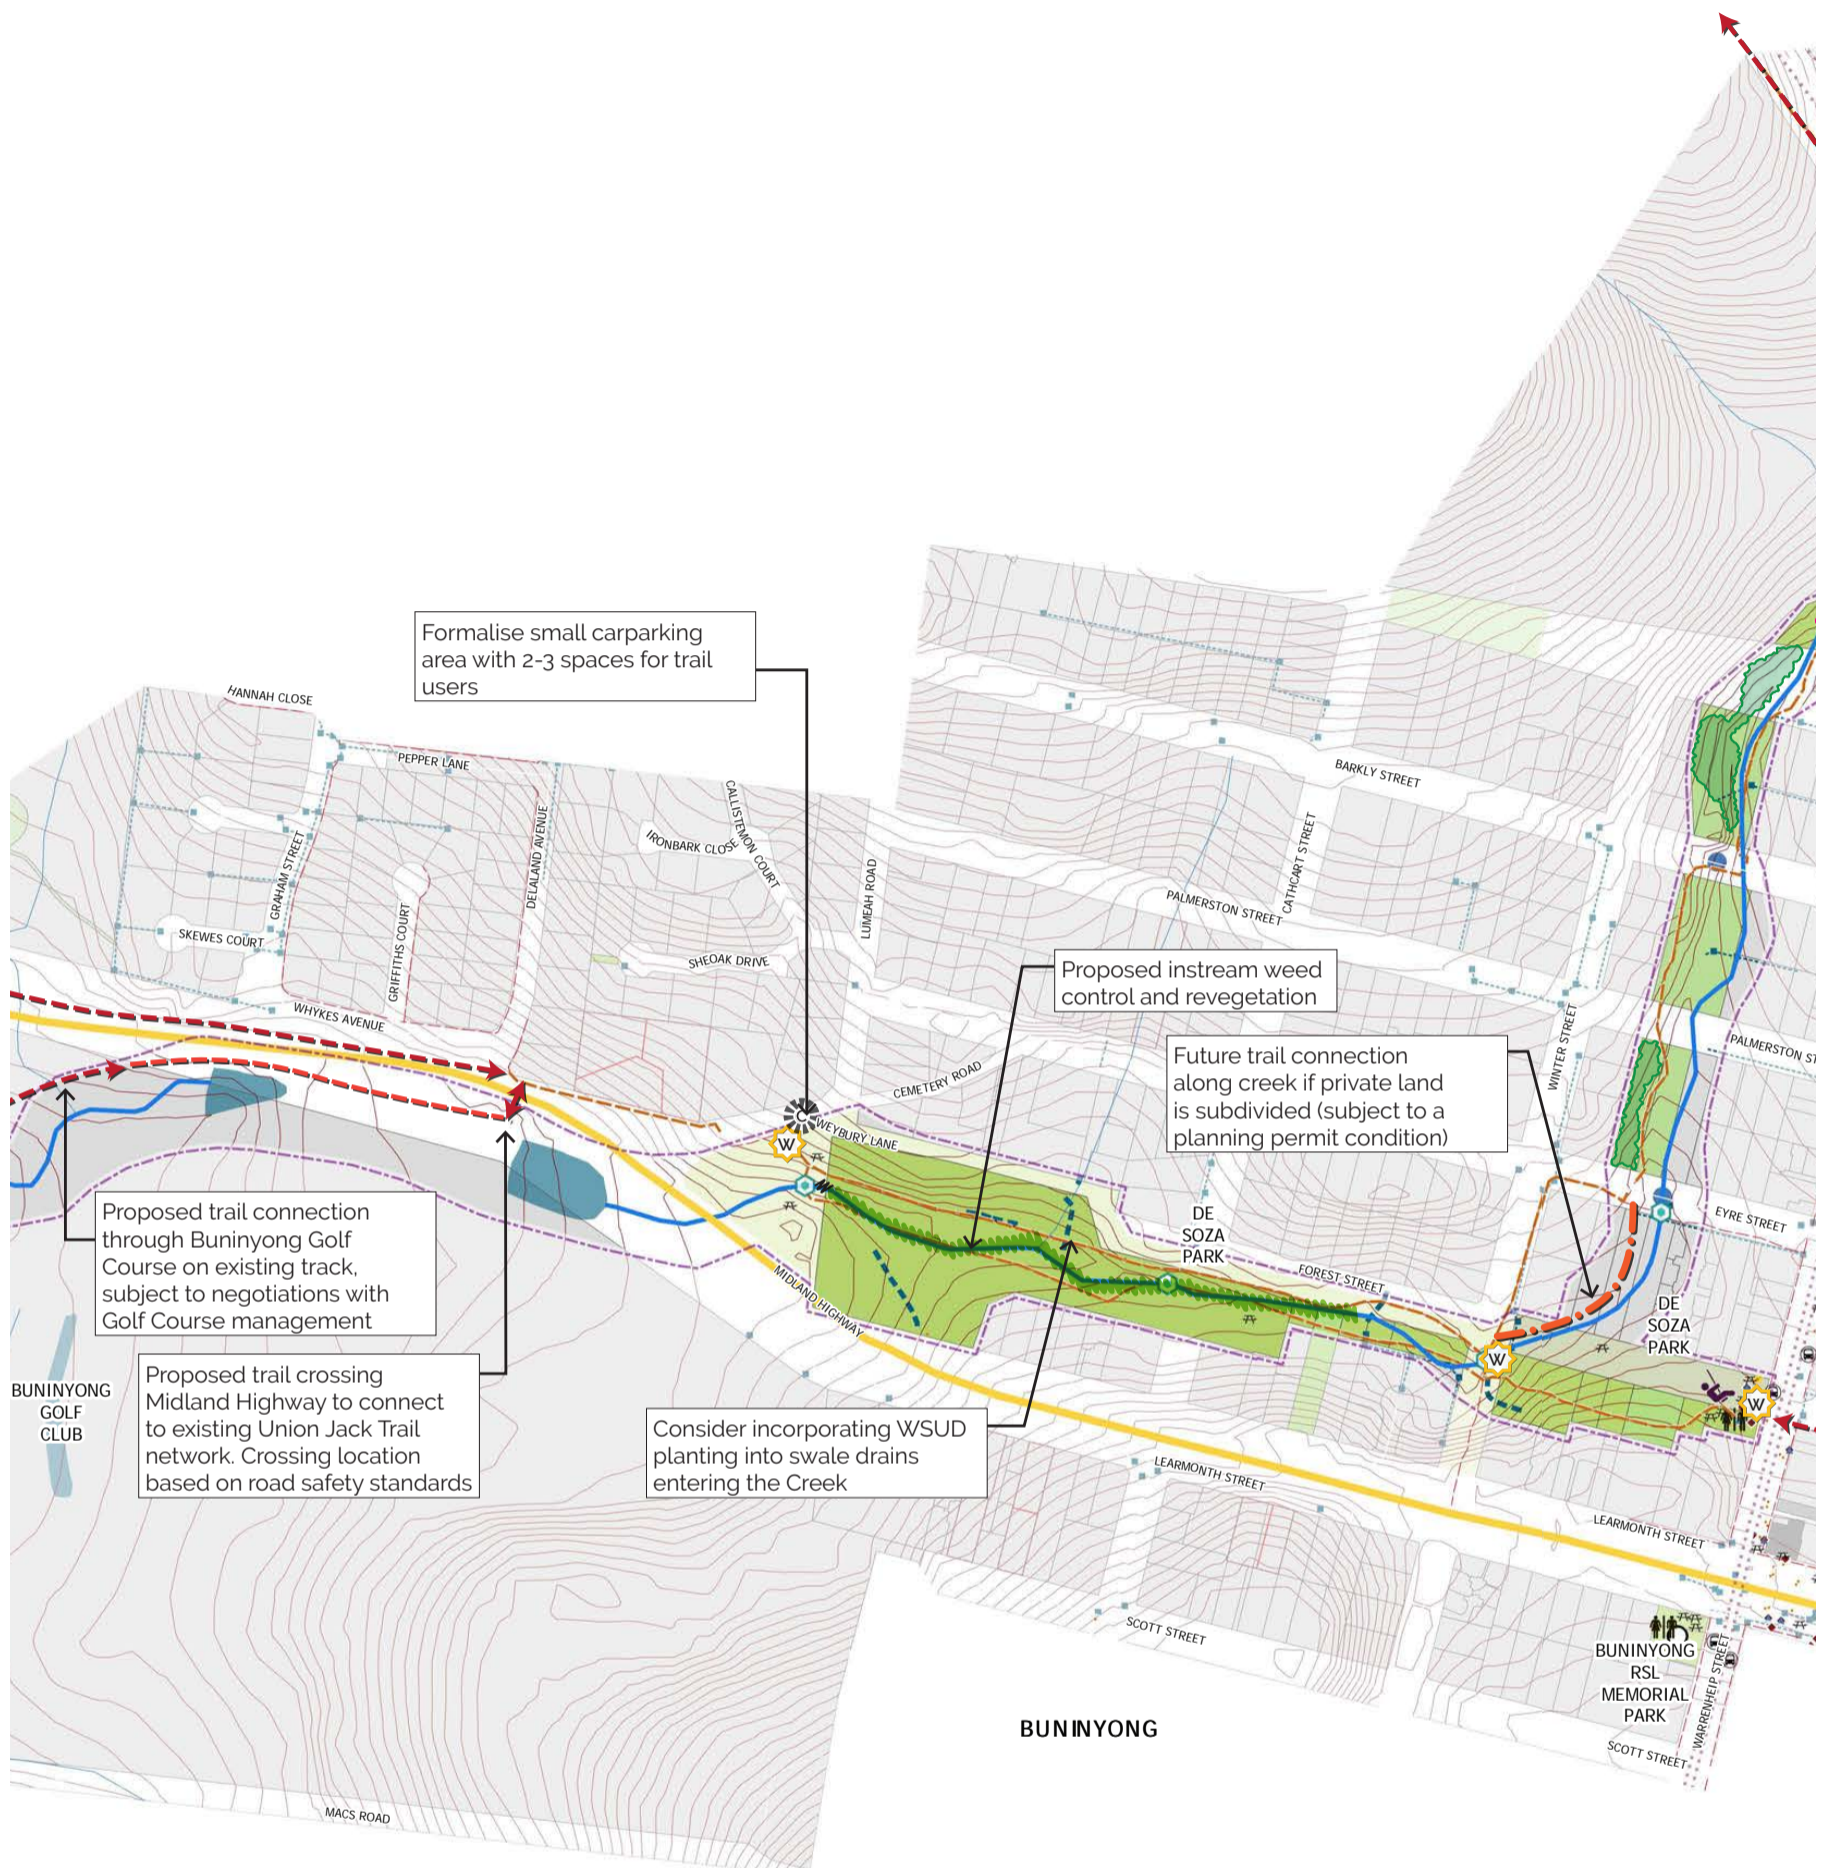 Formalise small carparking
area with 2-3 spaces for trail
users
HANNAH CLOSE
PEPPER LANE
GRAHAM STREET
SKEWES COURT
GRIFFITHS COURT
DELALAND AVENUE
WHYKES AVENUE
IRONBARK CLOSE
CALLISTEMON COURT
LUMEAH ROAD
SHEOAK DRIVE
BARKLY STREET
CATHCART STREET
PALMERSTON STREET
Proposed instream weed
control and revegetation
Future trail connection
along creek if private land
is subdivided (subject to a
planning permit condition)
WINTER STREET
PALMERSTON ST
CEMETERY ROAD
C
W
WEYBURY LANE
Proposed trail connection
through Buninyong Golf
Course on existing track,
subject to negotiations with
Golf Course management
DE
SOZA
PARK
EYRE STREET
FOREST STREET
MIDLAND HIGHWAY
DE
SOZA
PARK
W
W
Proposed trail crossing
Midland Highway to connect
to existing Union Jack Trail
network. Crossing location
based on road safety standards
BUNINYONG
GOLF
CLUB
Consider incorporating WSUD
planting into swale drains
entering the Creek
LEARMONTH STREET
LEARMONTH STREET
SCOTT STREET
BUNINYONG
RSL
MEMORIAL
PARK
WARRENHEIP STREET
SCOTT STREET
BUNINYONG
MACS ROAD